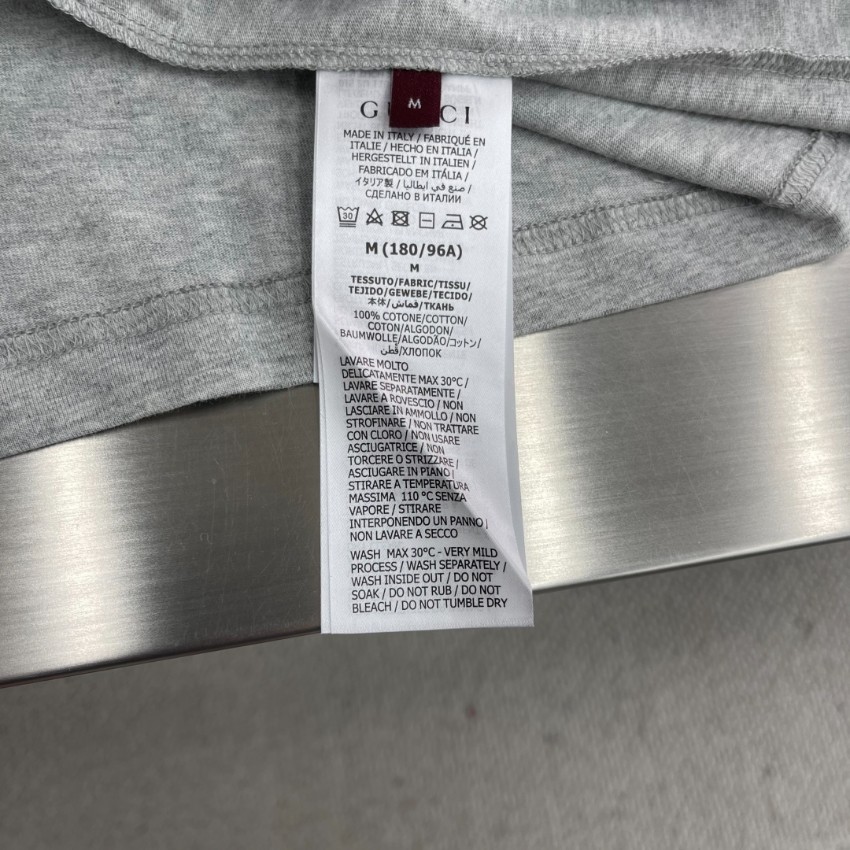 M
GUCCI
MADE IN ITALY / FABRIQUÉ EN
ITALIE / HECHO EN ITALIA /
HERGESTELLT IN ITALIEN /
FABRICADO EM ITÁLIA /
イタリア製 / صنع في ايطاليا /
СДЕЛАНО В ИТАЛИИ
30
M (180/96A)
M
TESSUTO/FABRIC/TISSU/
TEJIDO/GEWEBE/TECIDO/
本体/قماش/ТКАНЬ
100% COTONE/COTTON/
COTON/ALGODON/
BAUMWOLLE/ALGODÃO/コットン/
قُطن/ХЛОПОК
LAVARE MOLTO
DELICATAMENTE MAX 30°C /
LAVARE SEPARATAMENTE /
LAVARE A ROVESCIO / NON
LASCIARE IN AMMOLLO / NON
STROFINARE / NON TRATTARE
CON CLORO / NON USARE
ASCIUGATRICE / NON
TORCERE O STRIZZARE /
ASCIUGARE IN PIANO /
STIRARE A TEMPERATURA
MASSIMA 110 °C SENZA
VAPORE / STIRARE
INTERPONENDO UN PANNO /
NON LAVARE A SECCO
WASH MAX 30°C - VERY MILD
PROCESS / WASH SEPARATELY /
WASH INSIDE OUT / DO NOT
SOAK / DO NOT RUB / DO NOT
BLEACH / DO NOT TUMBLE DRY